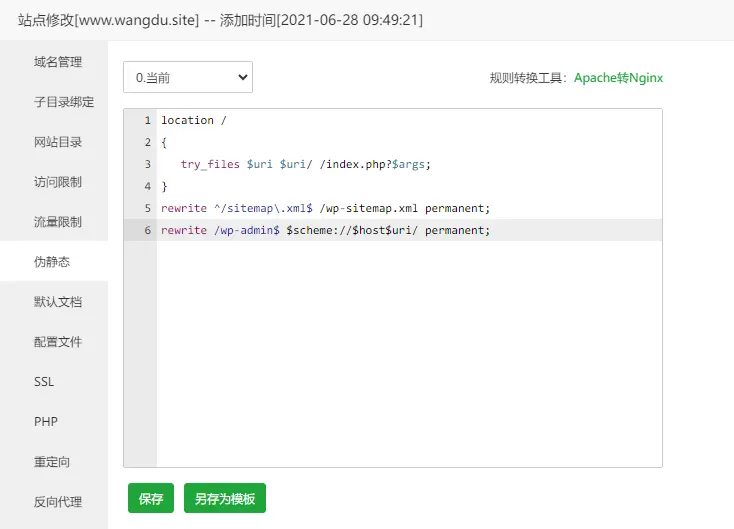 站点修改[www.wangdu.site] -- 添加时间[2021-06-28 09:49:21]
域名管理
子目录绑定
网站目录
访问限制
流量限制
伪静态
默认文档
配置文件
SSL
PHP
重定向
反向代理
0.当前
规则转换工具：Apache转Nginx
1 location /
2 {
3 try_files $uri $uri/ /index.php?$args;
4 }
5 rewrite ^/sitemap\.xml$ /wp-sitemap.xml permanent;
6 rewrite /wp-admin$ $scheme://$host$uri/ permanent;
保存 另存为模板